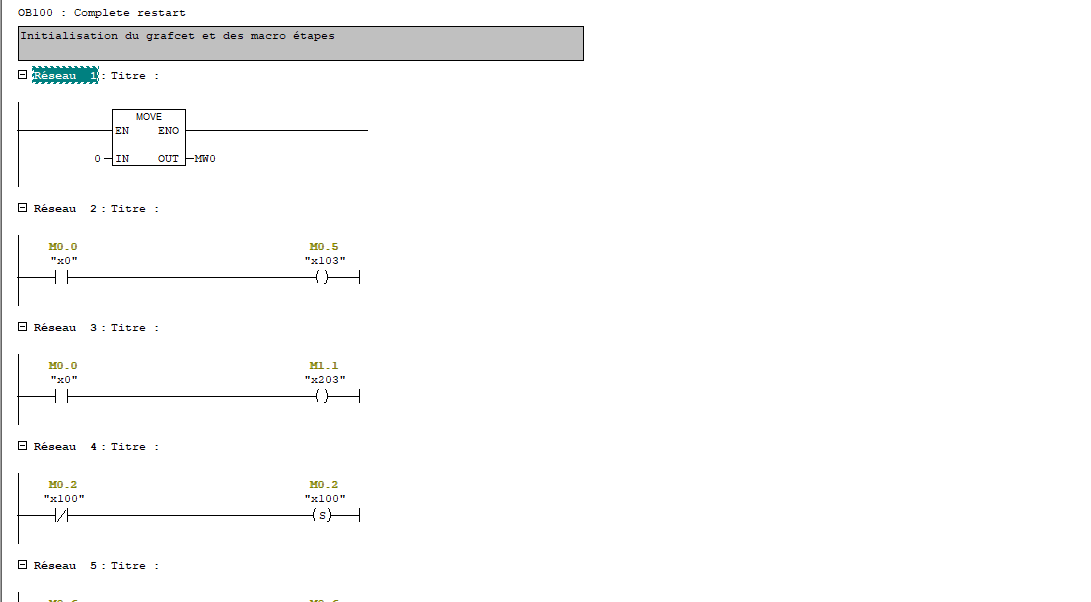 OB100 : Complete restart
Initialisation du grafcet et des macro étapes
Réseau 1 : Titre :
MOVE
EN ENO
0 IN OUT MW0
Réseau 2 : Titre :
M0.0 M0.5
"x0" "x103"
( )
Réseau 3 : Titre :
M0.0 M1.1
"x0" "x203"
( )
Réseau 4 : Titre :
M0.2 M0.2
"x100" "x100"
(S)
Réseau 5 : Titre :